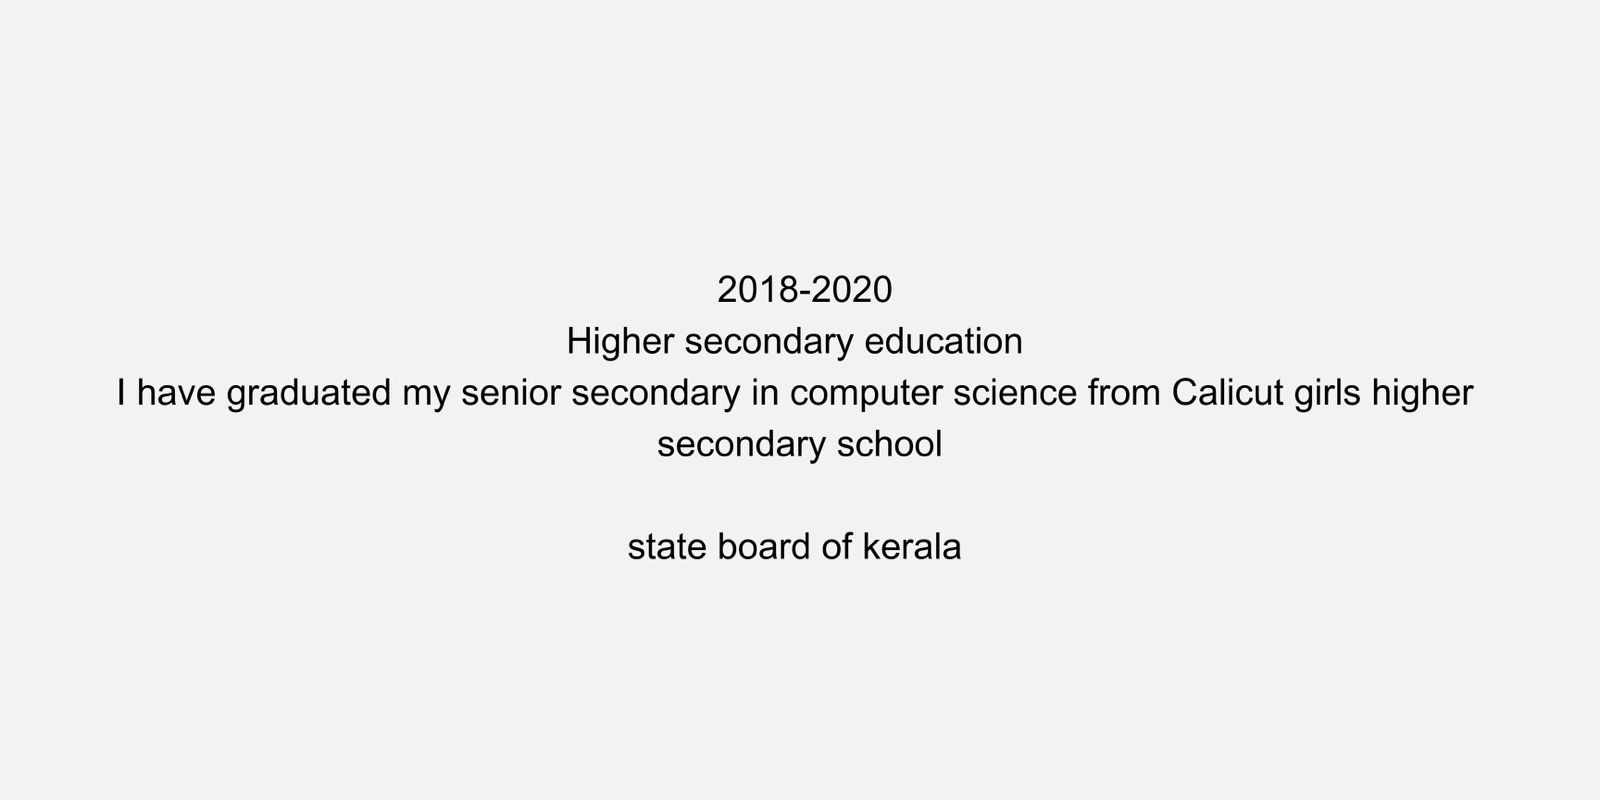 2018-2020
Higher secondary education
I have graduated my senior secondary in computer science from Calicut girls higher
secondary school
state board of kerala